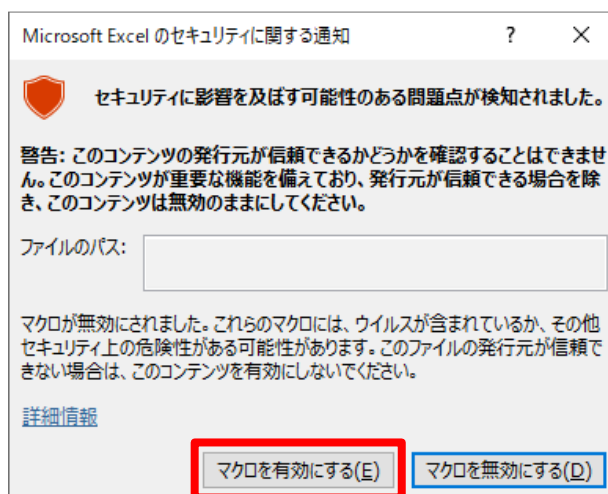 Microsoft Excel のセキュリティに関する通知 ? ×
セキュリティに影響を及ぼす可能性のある問題点が検知されました。
警告: このコンテンツの発行元が信頼できるかどうかを確認することはできませ
ん。このコンテンツが重要な機能を備えており、発行元が信頼できる場合を除
き、このコンテンツは無効のままにしてください。
ファイルのパス:
マクロが無効にされました。これらのマクロには、ウイルスが含まれているか、その他
セキュリティ上の危険性がある可能性があります。このファイルの発行元が信頼で
きない場合は、このコンテンツを有効にしないでください。
詳細情報
マクロを有効にする(E) マクロを無効にする(D)